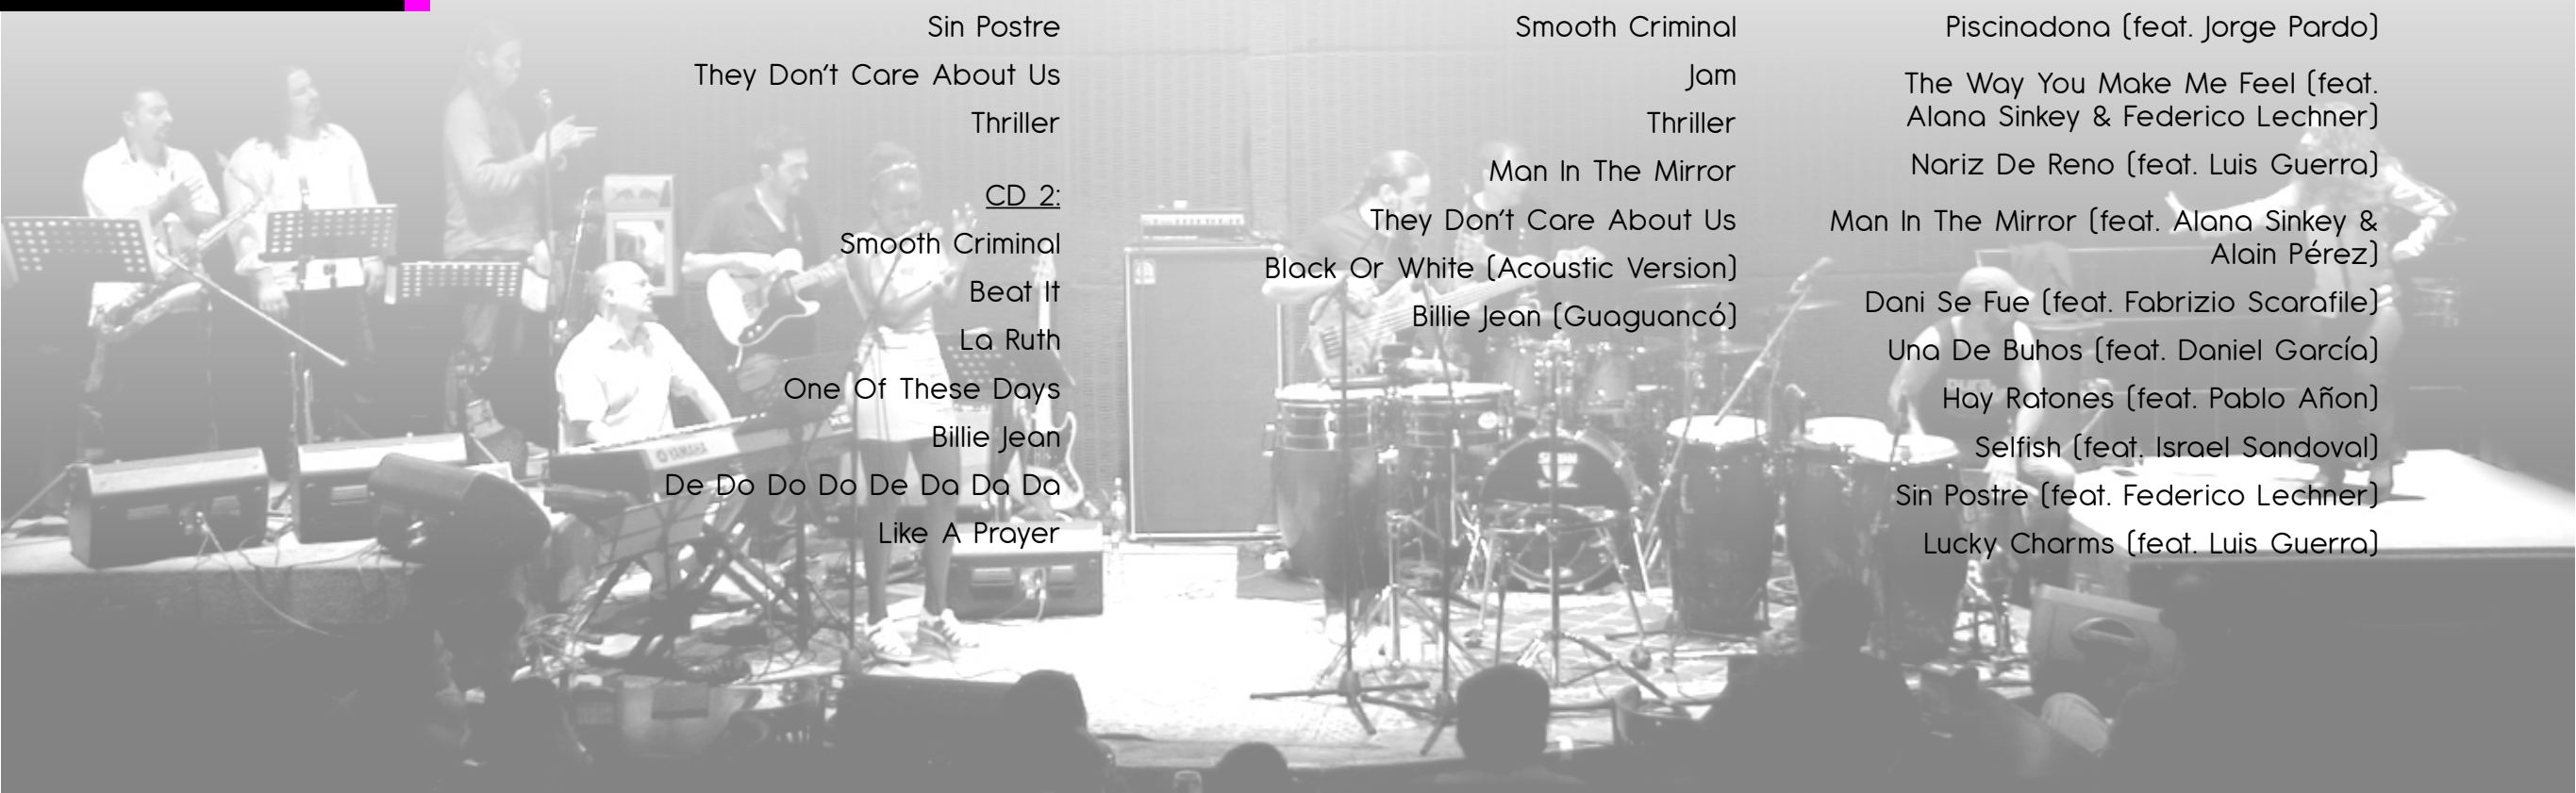 Sin Postre
They Don't Care About Us
Thriller
CD 2:
Smooth Criminal
Beat It
La Ruth
One Of These Days
Billie Jean
De Do Do Do De Da Da Da
Like A Prayer
Smooth Criminal
Jam
Thriller
Man In The Mirror
They Don't Care About Us
Black Or White (Acoustic Version)
Billie Jean (Guaguancó)
Piscinadona (feat. Jorge Pardo)
The Way You Make Me Feel (feat.
Alana Sinkey & Federico Lechner)
Nariz De Reno (feat. Luis Guerra)
Man In The Mirror (feat. Alana Sinkey &
Alain Pérez)
Dani Se Fue (feat. Fabrizio Scarafile)
Una De Buhos (feat. Daniel García)
Hay Ratones (feat. Pablo Añon)
Selfish (feat. Israel Sandoval)
Sin Postre (feat. Federico Lechner)
Lucky Charms (feat. Luis Guerra)
YAMAHA